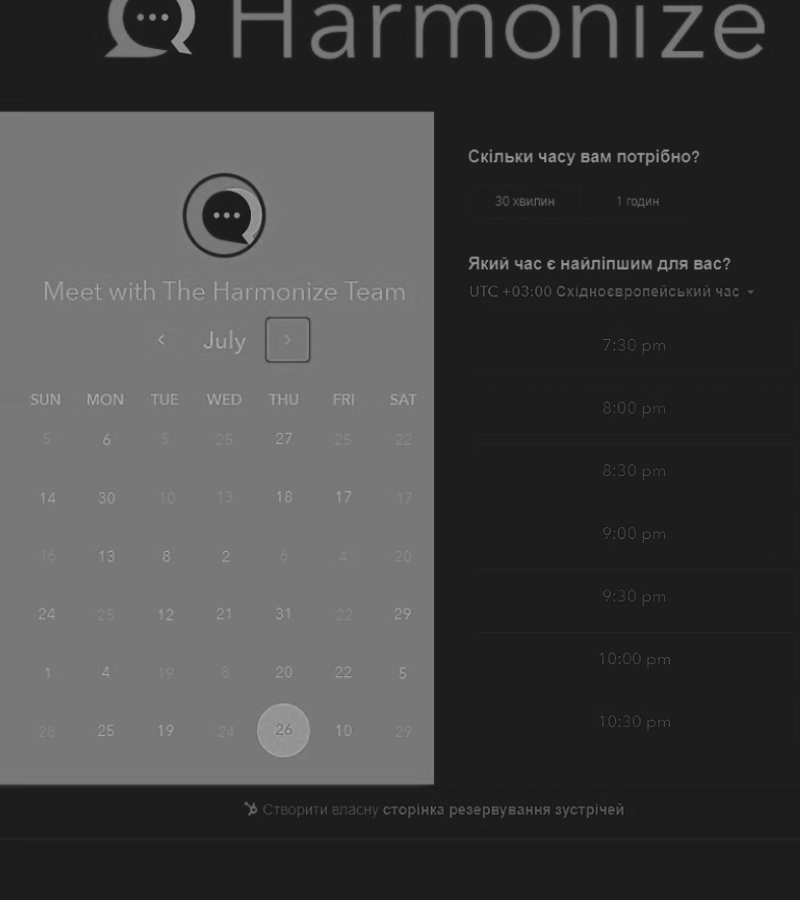 Harmonize
Meet with The Harmonize Team
July
SUN MON TUE WED THU FRI SAT
5 6 5 25 27 25 22
14 30 10 13 18 17 17
16 13 8 2 6 4 20
24 25 12 21 31 22 29
1 4 19 8 20 22 5
28 25 19 24 26 10 29
Скільки часу вам потрібно?
30 хвилин 1 годин
Який час є найліпшим для вас?
UTC +03:00 Східноєвропейський час
7:30 pm
8:00 pm
8:30 pm
9:00 pm
9:30 pm
10:00 pm
10:30 pm
Створити власну сторінка резервування зустрічей